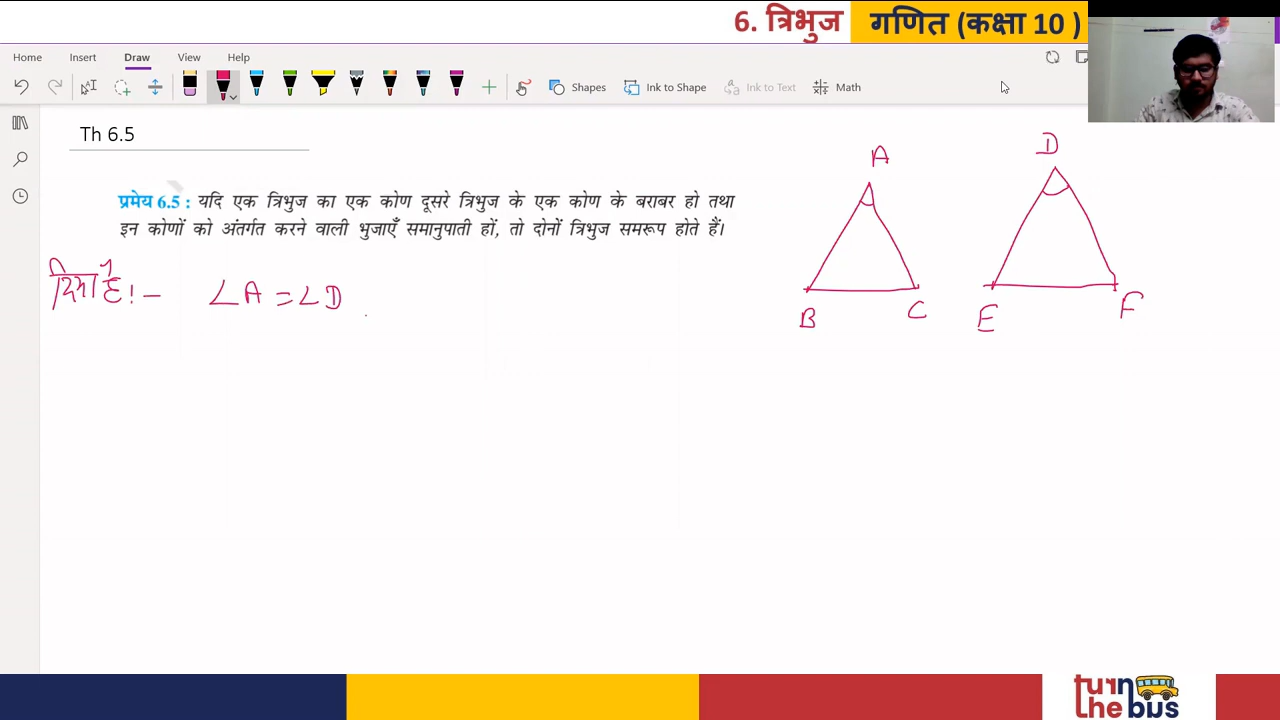 6. त्रिभुज गणित (कक्षा 10 )
Home Insert Draw View Help
Shapes Ink to Shape Ink to Text Math
Th 6.5
प्रमेय 6.5 : यदि एक त्रिभुज का एक कोण दूसरे त्रिभुज के एक कोण के बराबर हो तथा
इन कोणों को अंतर्गत करने वाली भुजाएँ समानुपाती हों, तो दोनों त्रिभुज समरूप होते हैं।
दिया है:- ∠A = ∠D
A
D
B
C
E
F
turn
the bus